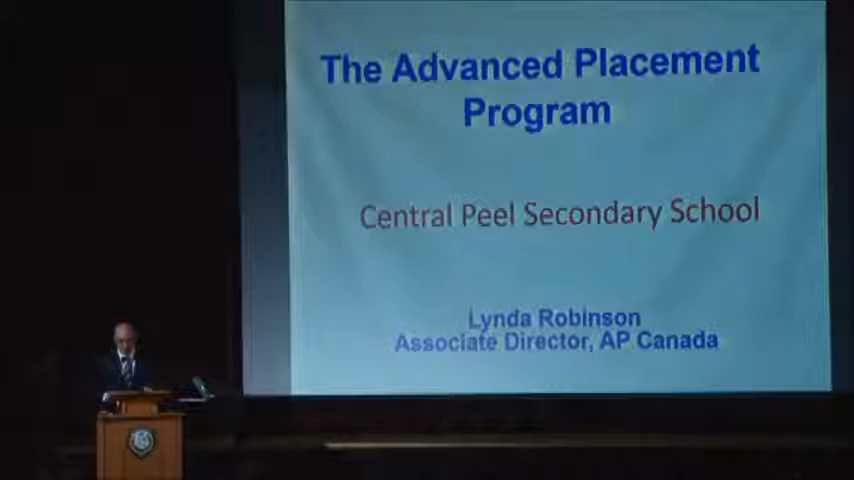 The Advanced Placement
Program
Central Peel Secondary School
Lynda Robinson
Associate Director, AP Canada